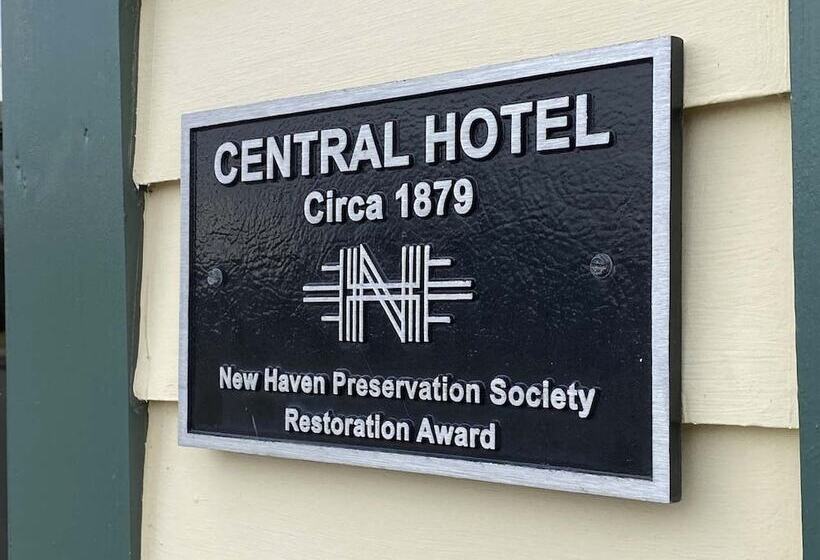 CENTRAL HOTEL
Circa 1879
N
New Haven Preservation Society
Restoration Award